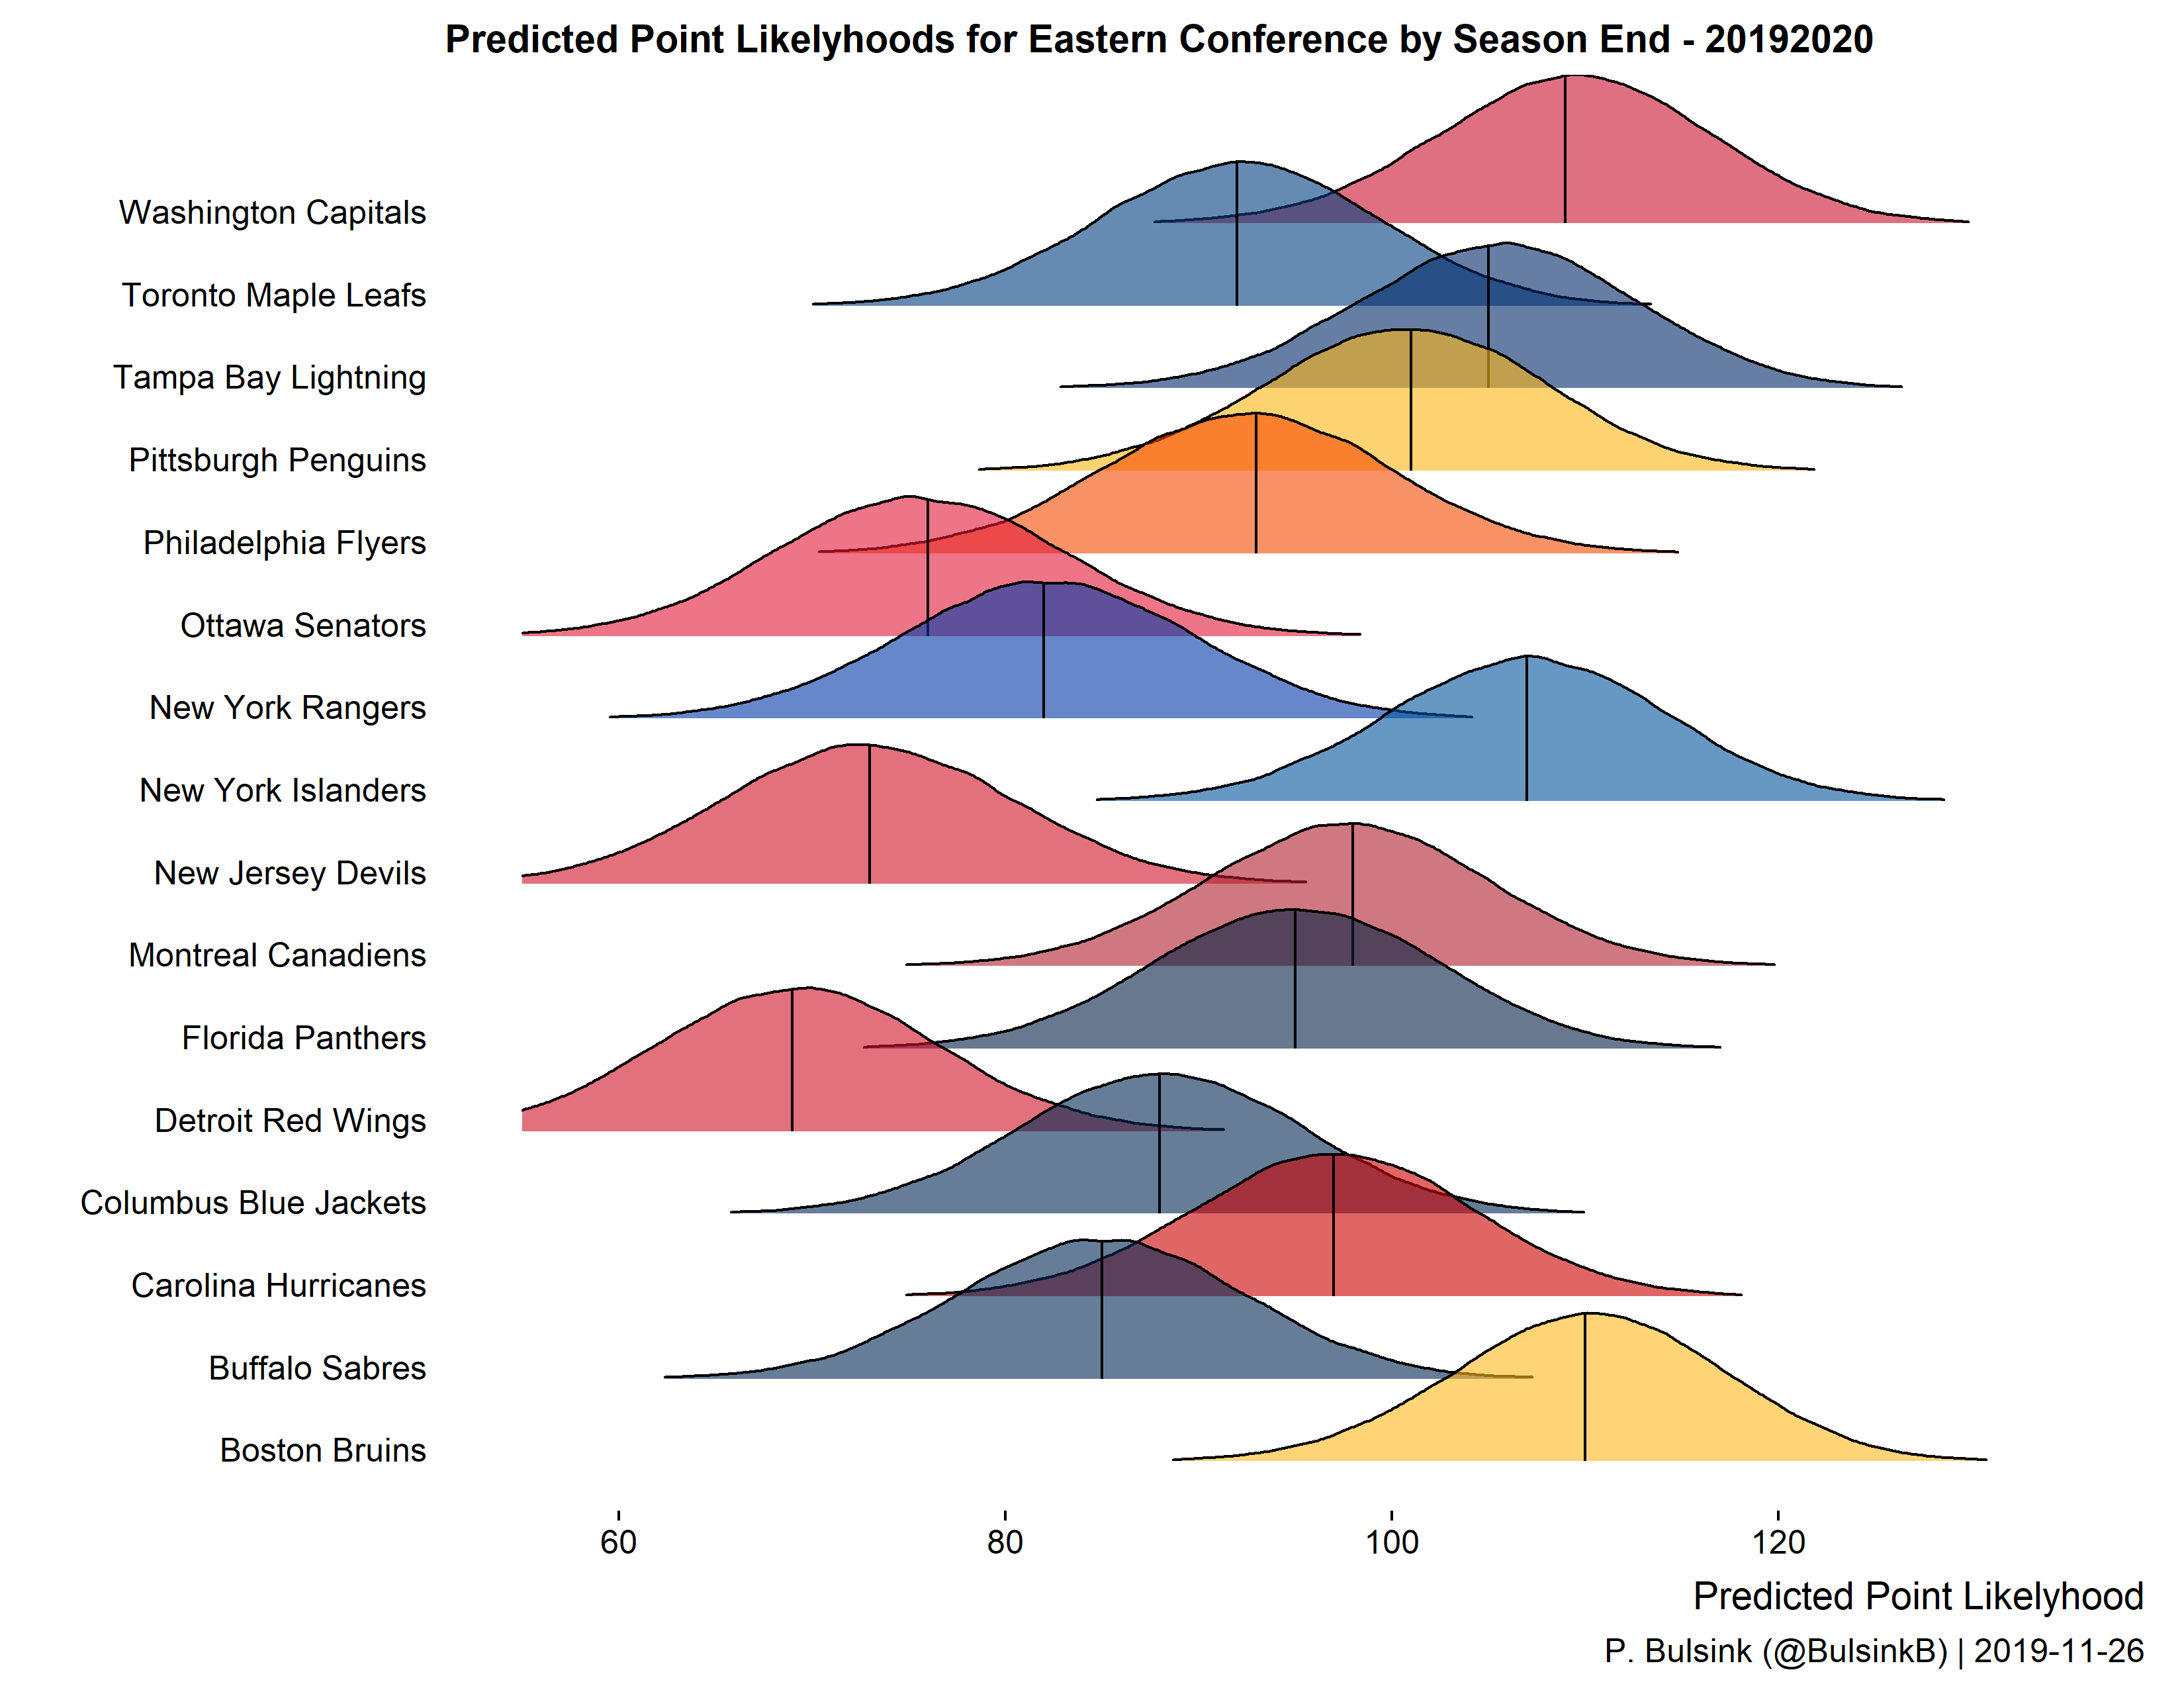 Predicted Point Likelyhoods for Eastern Conference by Season End - 20192020
Washington Capitals
Toronto Maple Leafs
Tampa Bay Lightning
Pittsburgh Penguins
Philadelphia Flyers
Ottawa Senators
New York Rangers
New York Islanders
New Jersey Devils
Montreal Canadiens
Florida Panthers
Detroit Red Wings
Columbus Blue Jackets
Carolina Hurricanes
Buffalo Sabres
Boston Bruins
60 80 100 120
Predicted Point Likelyhood
P. Bulsink (@BulsinkB) | 2019-11-26